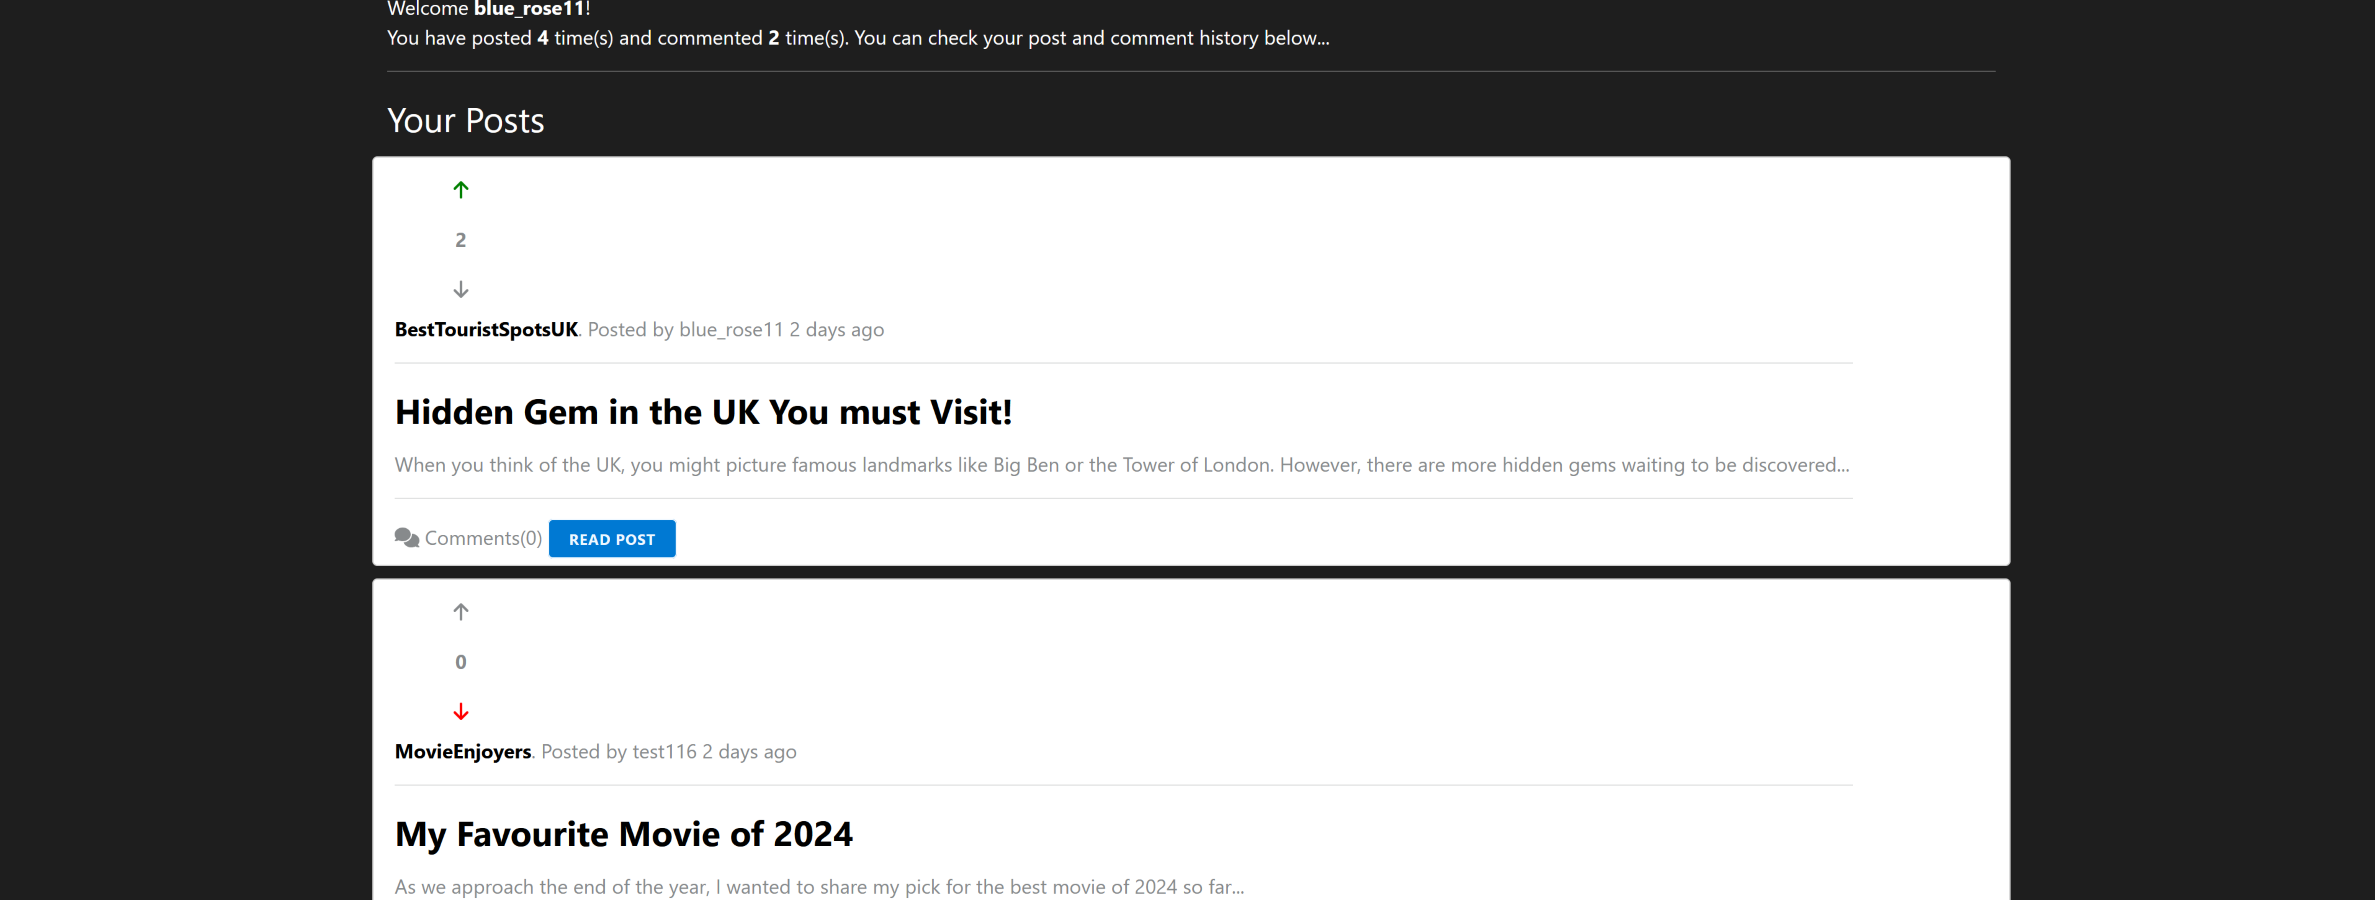 Welcome blue_rose11!
You have posted 4 time(s) and commented 2 time(s). You can check your post and comment history below...
Your Posts
2
BestTouristSpotsUK. Posted by blue_rose11 2 days ago
Hidden Gem in the UK You must Visit!
When you think of the UK, you might picture famous landmarks like Big Ben or the Tower of London. However, there are more hidden gems waiting to be discovered...
Comments(0) READ POST
0
MovieEnjoyers. Posted by test116 2 days ago
My Favourite Movie of 2024
As we approach the end of the year, I wanted to share my pick for the best movie of 2024 so far...